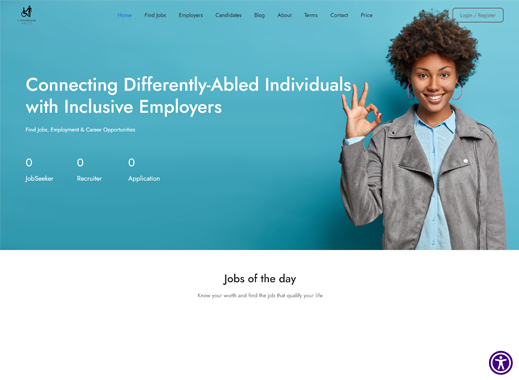 Home Find Jobs Employers Candidates Blog About Terms Contact Price Login / Register
Connecting Differently-Abled Individuals
with Inclusive Employers
Find Jobs, Employment & Career Opportunities
0 0 0
JobSeeker Recruiter Application
Jobs of the day
Know your worth and find the job that qualify your life